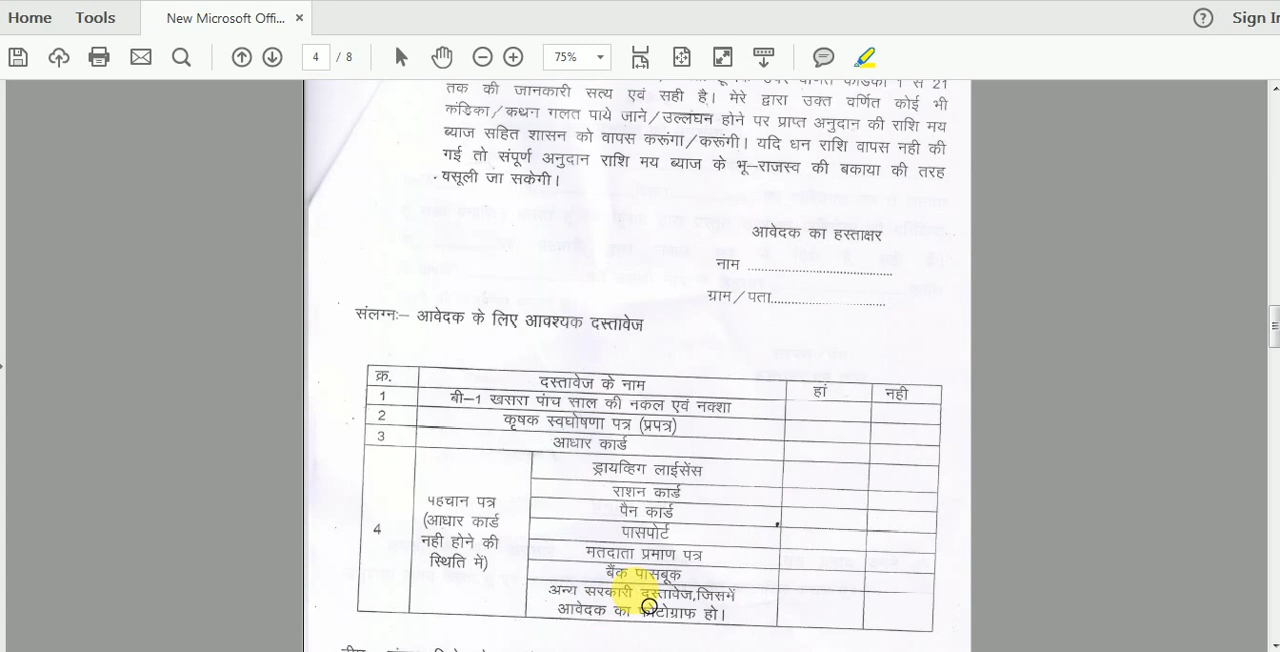 Home Tools New Microsoft Offi... ×
? Sign In
4 / 8 75%
1 से 21
तक की जानकारी सत्य एवं सही है। मेरे द्वारा उक्त वर्णित कोई भी
कंडिका/कथन गलत पाये जाने/उल्लंघन होने पर प्राप्त अनुदान की राशि मय
ब्याज सहित शासन को वापस करूंगा/करूंगी। यदि धन राशि वापस नही की
गई तो संपूर्ण अनुदान राशि मय ब्याज के भू–राजस्व की बकाया की तरह
वसूली जा सकेगी।
आवेदक का हस्ताक्षर
नाम ........................................
ग्राम/पता................................
संलग्नः– आवेदक के लिए आवश्यक दस्तावेज
क्र. दस्तावेज के नाम हां नही
1 बी–1 खसरा पांच साल की नकल एवं नक्शा
2 कृषक स्वघोषणा पत्र (प्रपत्र)
3 आधार कार्ड
4 पहचान पत्र
(आधार कार्ड
नही होने की
स्थिति में)
ड्रायव्हिग लाईसेंस
राशन कार्ड
पैन कार्ड
पासपोर्ट
मतदाता प्रमाण पत्र
बैंक पासबूक
अन्य सरकारी दस्तावेज,जिसमें
आवेदक का फोटोग्राफ हो।